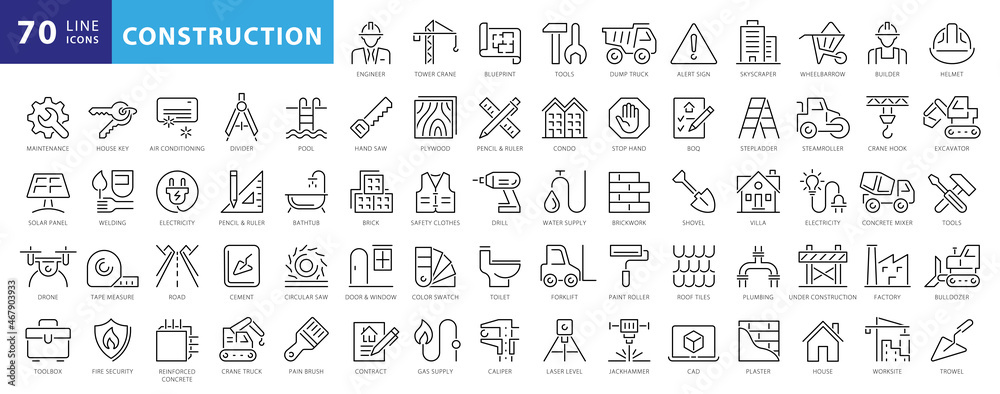 70 LINE ICONS CONSTRUCTION
ENGINEER TOWER CRANE BLUEPRINT TOOLS DUMP TRUCK ALERT SIGN SKYSCRAPER WHEELBARROW BUILDER HELMET
MAINTENANCE HOUSE KEY AIR CONDITIONING DIVIDER POOL HAND SAW PLYWOOD PENCIL & RULER CONDO STOP HAND BOQ STEPLADDER STEAMROLLER CRANE HOOK EXCAVATOR
SOLAR PANEL WELDING ELECTRICITY PENCIL & RULER BATHTUB BRICK SAFETY CLOTHES DRILL WATER SUPPLY BRICKWORK SHOVEL VILLA ELECTRICITY CONCRETE MIXER TOOLS
DRONE TAPE MEASURE ROAD CEMENT CIRCULAR SAW DOOR & WINDOW COLOR SWATCH TOILET FORKLIFT PAINT ROLLER ROOF TILES PLUMBING UNDER CONSTRUCTION FACTORY BULLDOZER
TOOLBOX FIRE SECURITY REINFORCED CONCRETE CRANE TRUCK PAIN BRUSH CONTRACT GAS SUPPLY CALIPER LASER LEVEL JACKHAMMER CAD PLASTER HOUSE WORKSITE TROWEL
Adobe Stock | #467903933